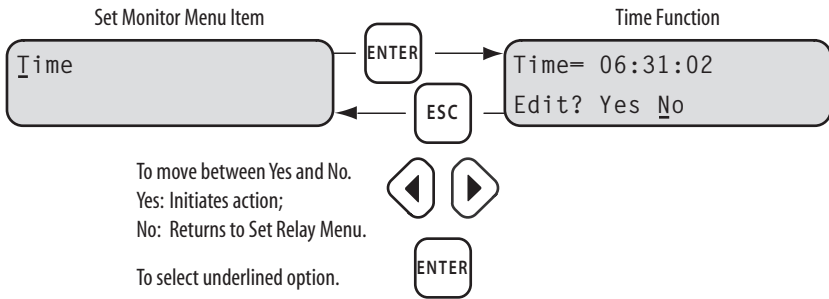 Set Monitor Menu Item
Time Function
Time
ENTER
Time= 06:31:02
Edit? Yes No
ESC
To move between Yes and No.
Yes: Initiates action;
No: Returns to Set Relay Menu.
To select underlined option.
ENTER